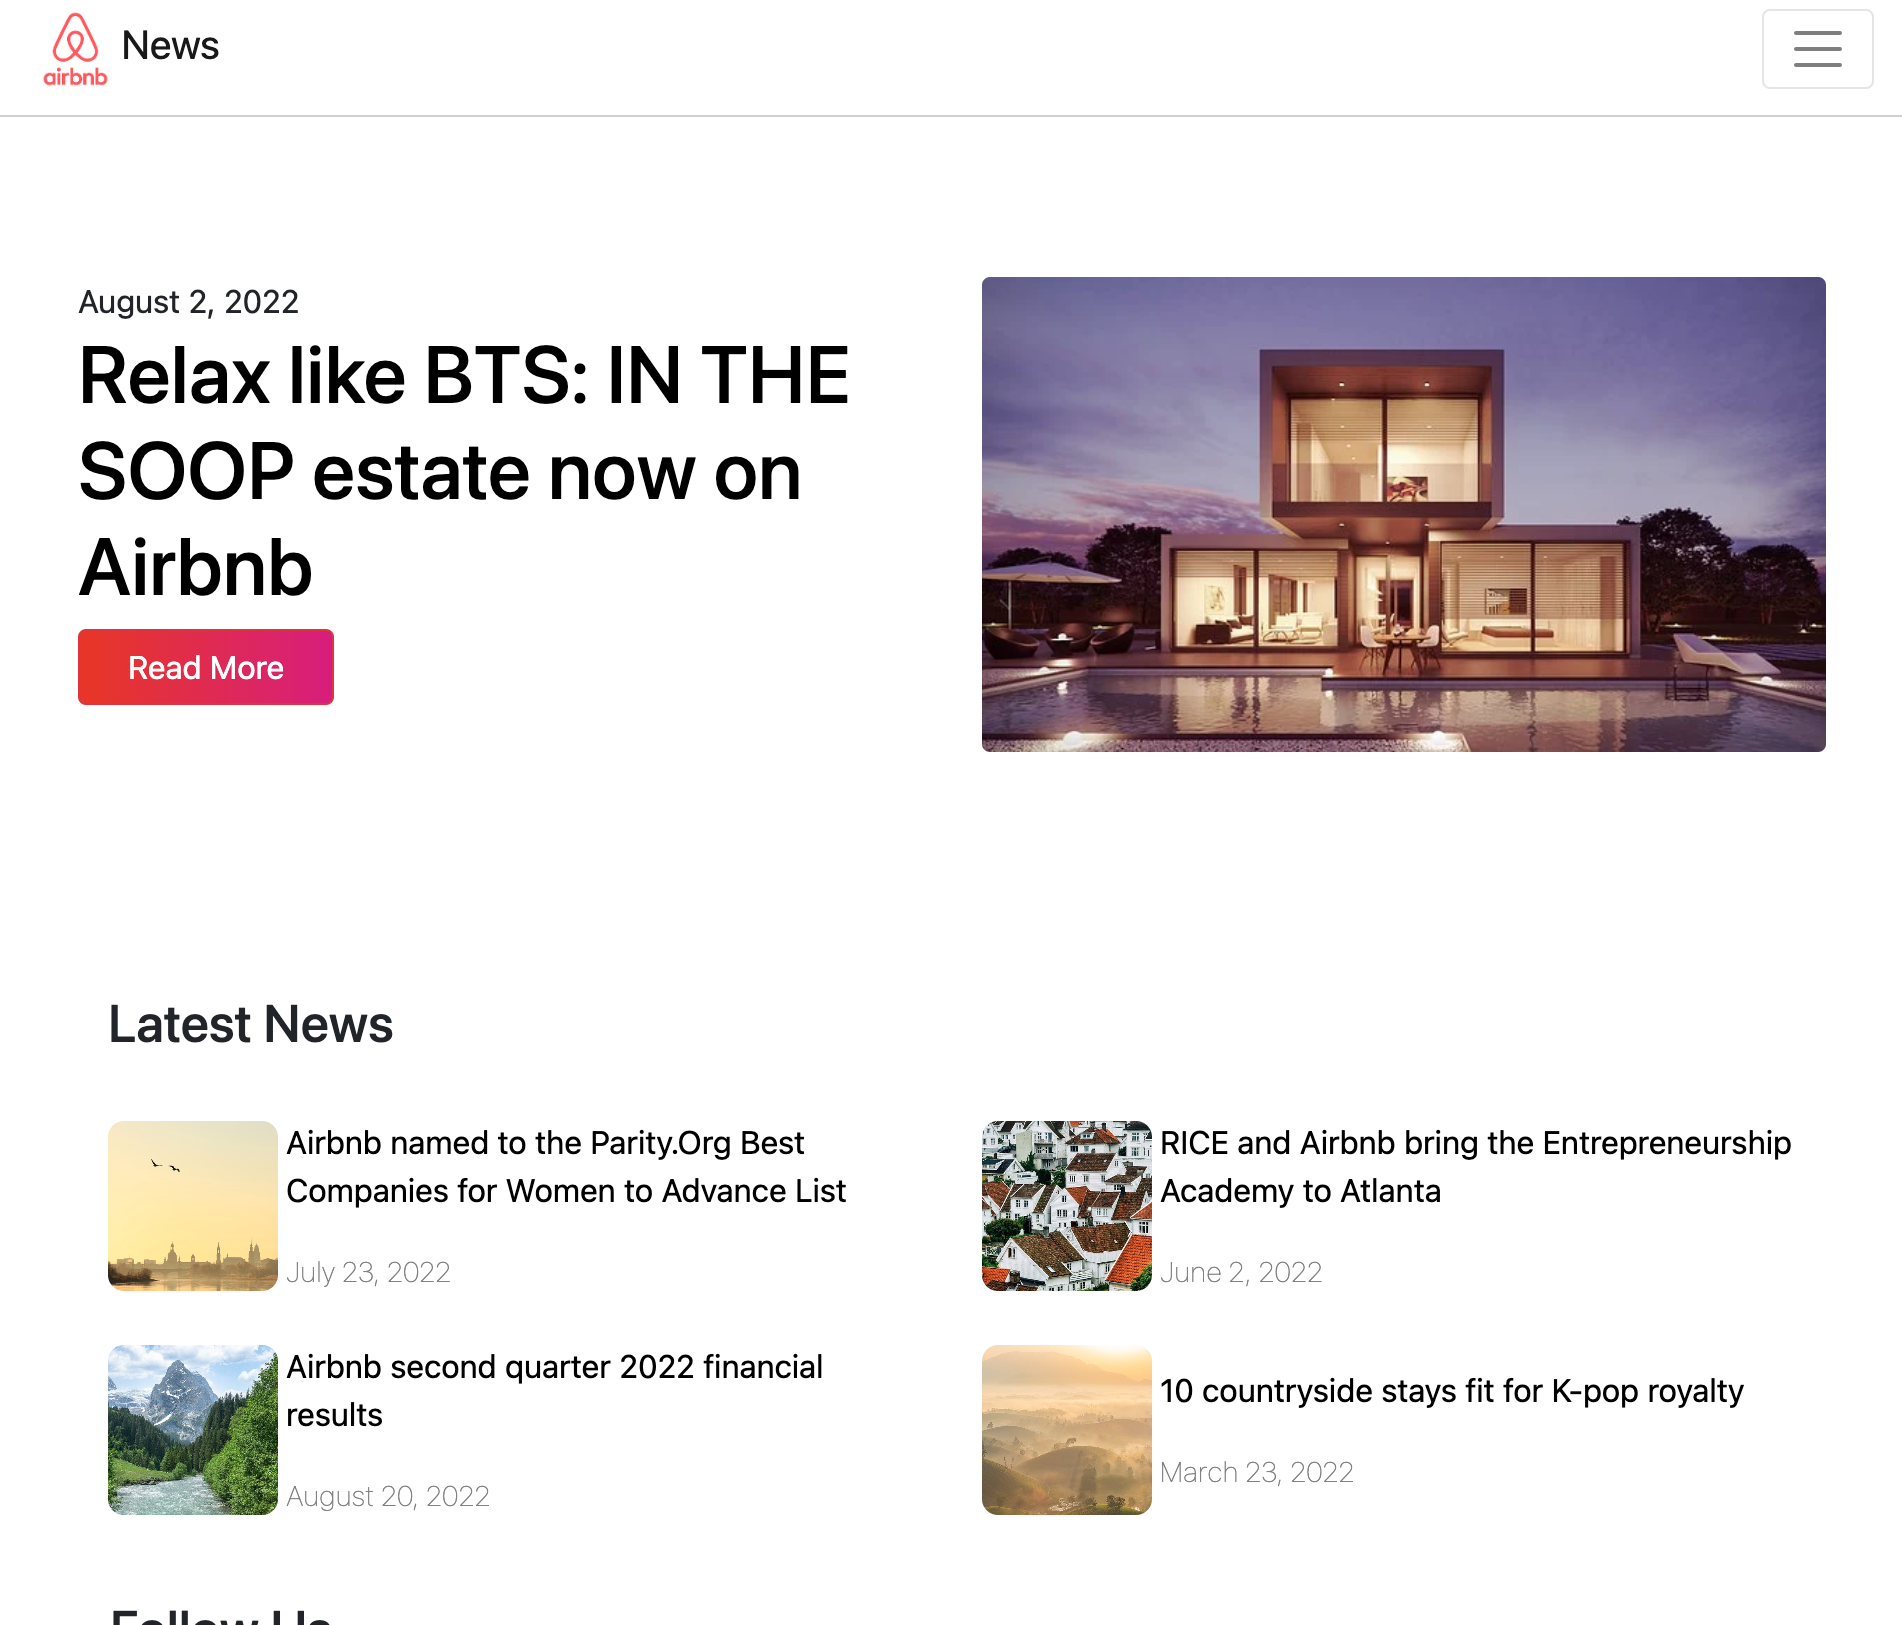 airbnb
News
August 2, 2022
Relax like BTS: IN THE
SOOP estate now on
Airbnb
Read More
Latest News
Airbnb named to the Parity.Org Best
Companies for Women to Advance List
July 23, 2022
RICE and Airbnb bring the Entrepreneurship
Academy to Atlanta
June 2, 2022
Airbnb second quarter 2022 financial
results
August 20, 2022
10 countryside stays fit for K-pop royalty
March 23, 2022
Follow Us